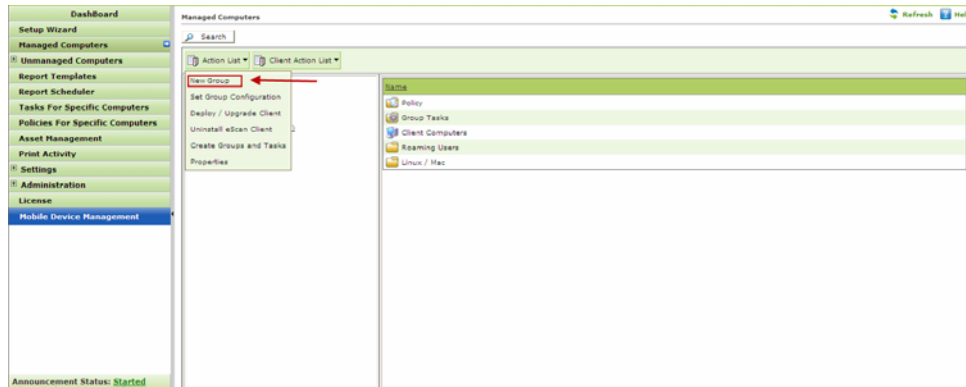 DashBoard
Setup Wizard
Managed Computers
Unmanaged Computers
Report Templates
Report Scheduler
Tasks For Specific Computers
Policies For Specific Computers
Asset Management
Print Activity
Settings
Administration
License
Mobile Device Management
Announcement Status: Started
Managed Computers
Refresh
Hel
Search
Action List
Client Action List
New Group
Set Group Configuration
Deploy / Upgrade Client
Uninstall eScan Client
Create Groups and Tasks
Properties
2
Name
Policy
Group Tasks
Client Computers
Roaming Users
Linux / Mac